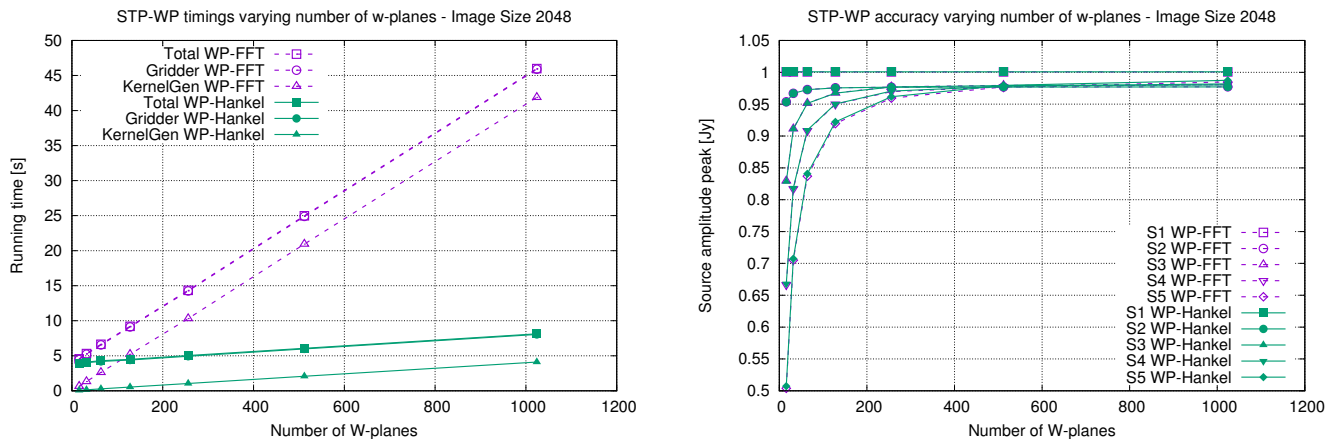 STP-WP timings varying number of w-planes - Image Size 2048
50
45
40
35
30
25
20
15
10
5
0
Running time [s]
Total WP-FFT
Gridder WP-FFT
KernelGen WP-FFT
Total WP-Hankel
Gridder WP-Hankel
KernelGen WP-Hankel
0 200 400 600 800 1000 1200
Number of W-planes
STP-WP accuracy varying number of w-planes - Image Size 2048
1.05
1
0.95
0.9
0.85
0.8
0.75
0.7
0.65
0.6
0.55
0.5
Source amplitude peak [Jy]
S1 WP-FFT
S2 WP-FFT
S3 WP-FFT
S4 WP-FFT
S5 WP-FFT
S1 WP-Hankel
S2 WP-Hankel
S3 WP-Hankel
S4 WP-Hankel
S5 WP-Hankel
0 200 400 600 800 1000 1200
Number of W-planes